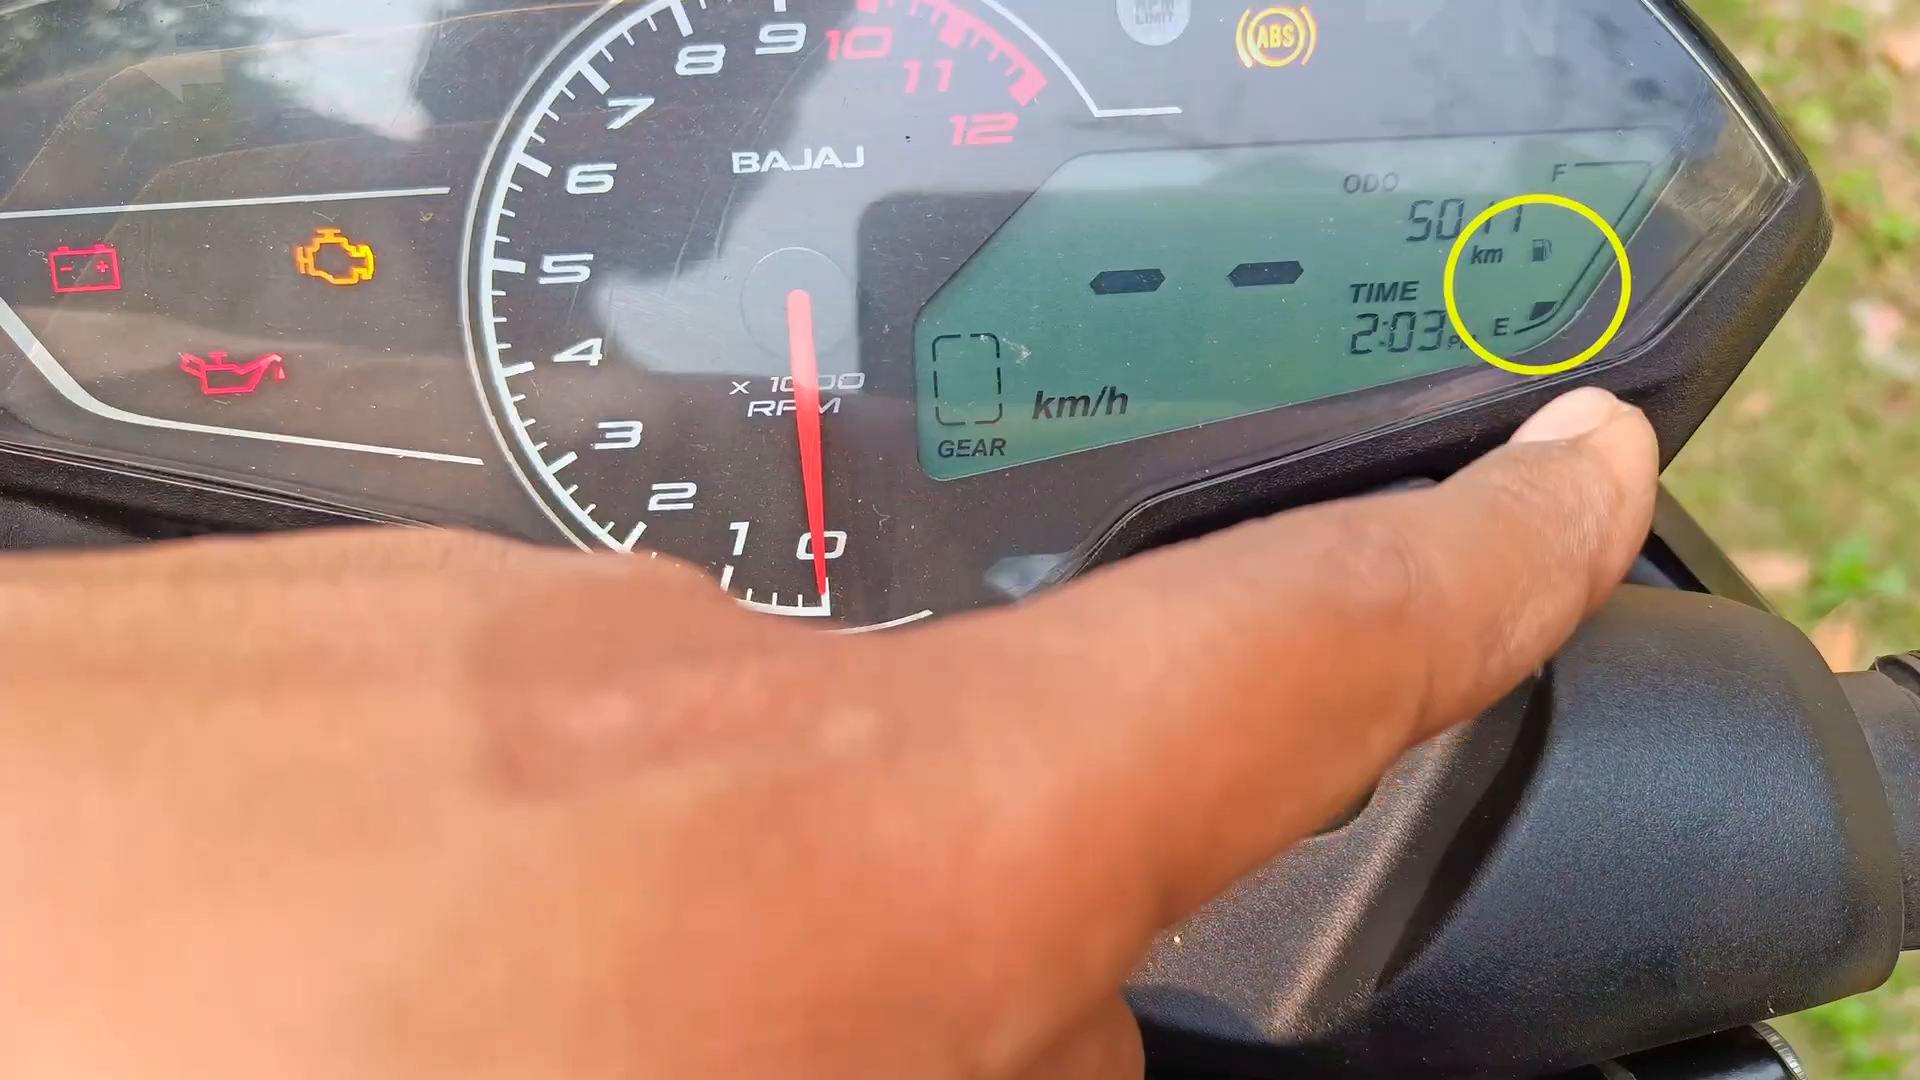 8 9 10 11 12
7
6
5
4
3
2
1
0
BAJAJ
x 1000
RPM
LIMIT
ABS
ODO
F
km
TIME
2:03
E
km/h
GEAR